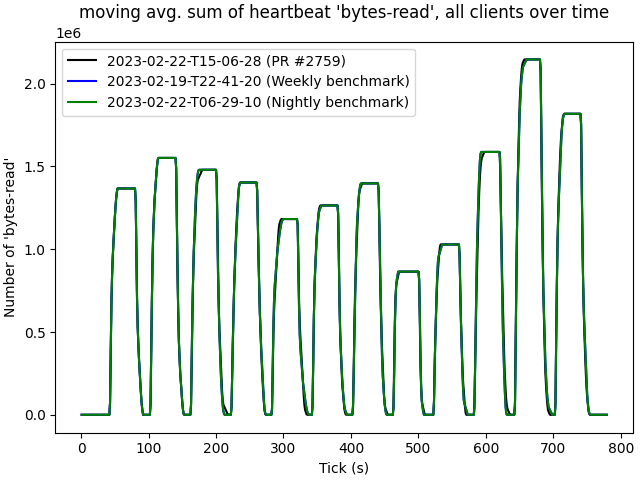 moving avg. sum of heartbeat 'bytes-read', all clients over time
1e6
2023-02-22-T15-06-28 (PR #2759)
2023-02-19-T22-41-20 (Weekly benchmark)
2023-02-22-T06-29-10 (Nightly benchmark)
Number of 'bytes-read'
2.0
1.5
1.0
0.5
0.0
0 100 200 300 400 500 600 700 800
Tick (s)